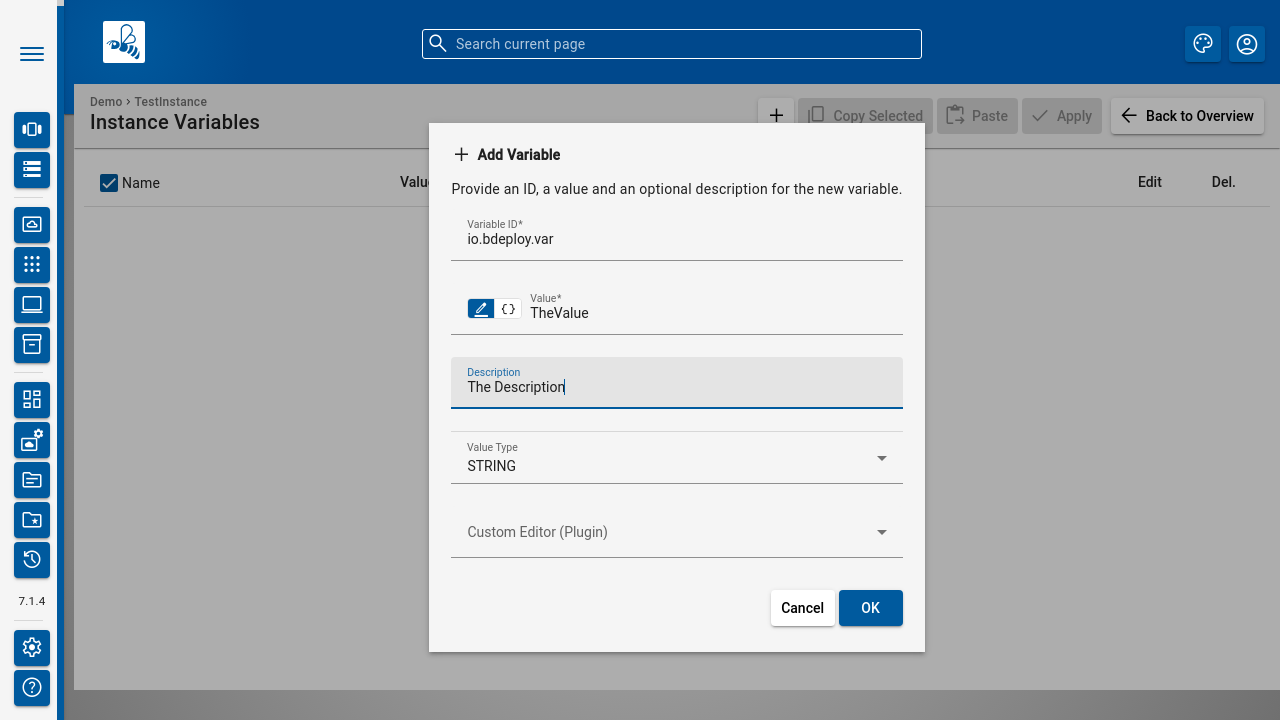 Search current page
Demo › TestInstance
Instance Variables
Copy Selected
Paste
Apply
Back to Overview
Name
Edit
Del.
Add Variable
Provide an ID, a value and an optional description for the new variable.
Variable ID*
io.bdeploy.var
{}
Value*
TheValue
Description
The Description
Value Type
STRING
Custom Editor (Plugin)
Cancel
OK
7.1.4